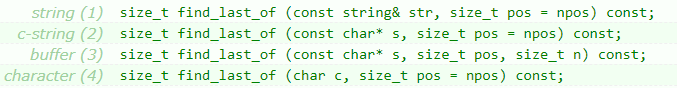 string (1) size_t find_last_of (const string& str, size_t pos = npos) const;
c-string (2) size_t find_last_of (const char* s, size_t pos = npos) const;
buffer (3) size_t find_last_of (const char* s, size_t pos, size_t n) const;
character (4) size_t find_last_of (char c, size_t pos = npos) const;